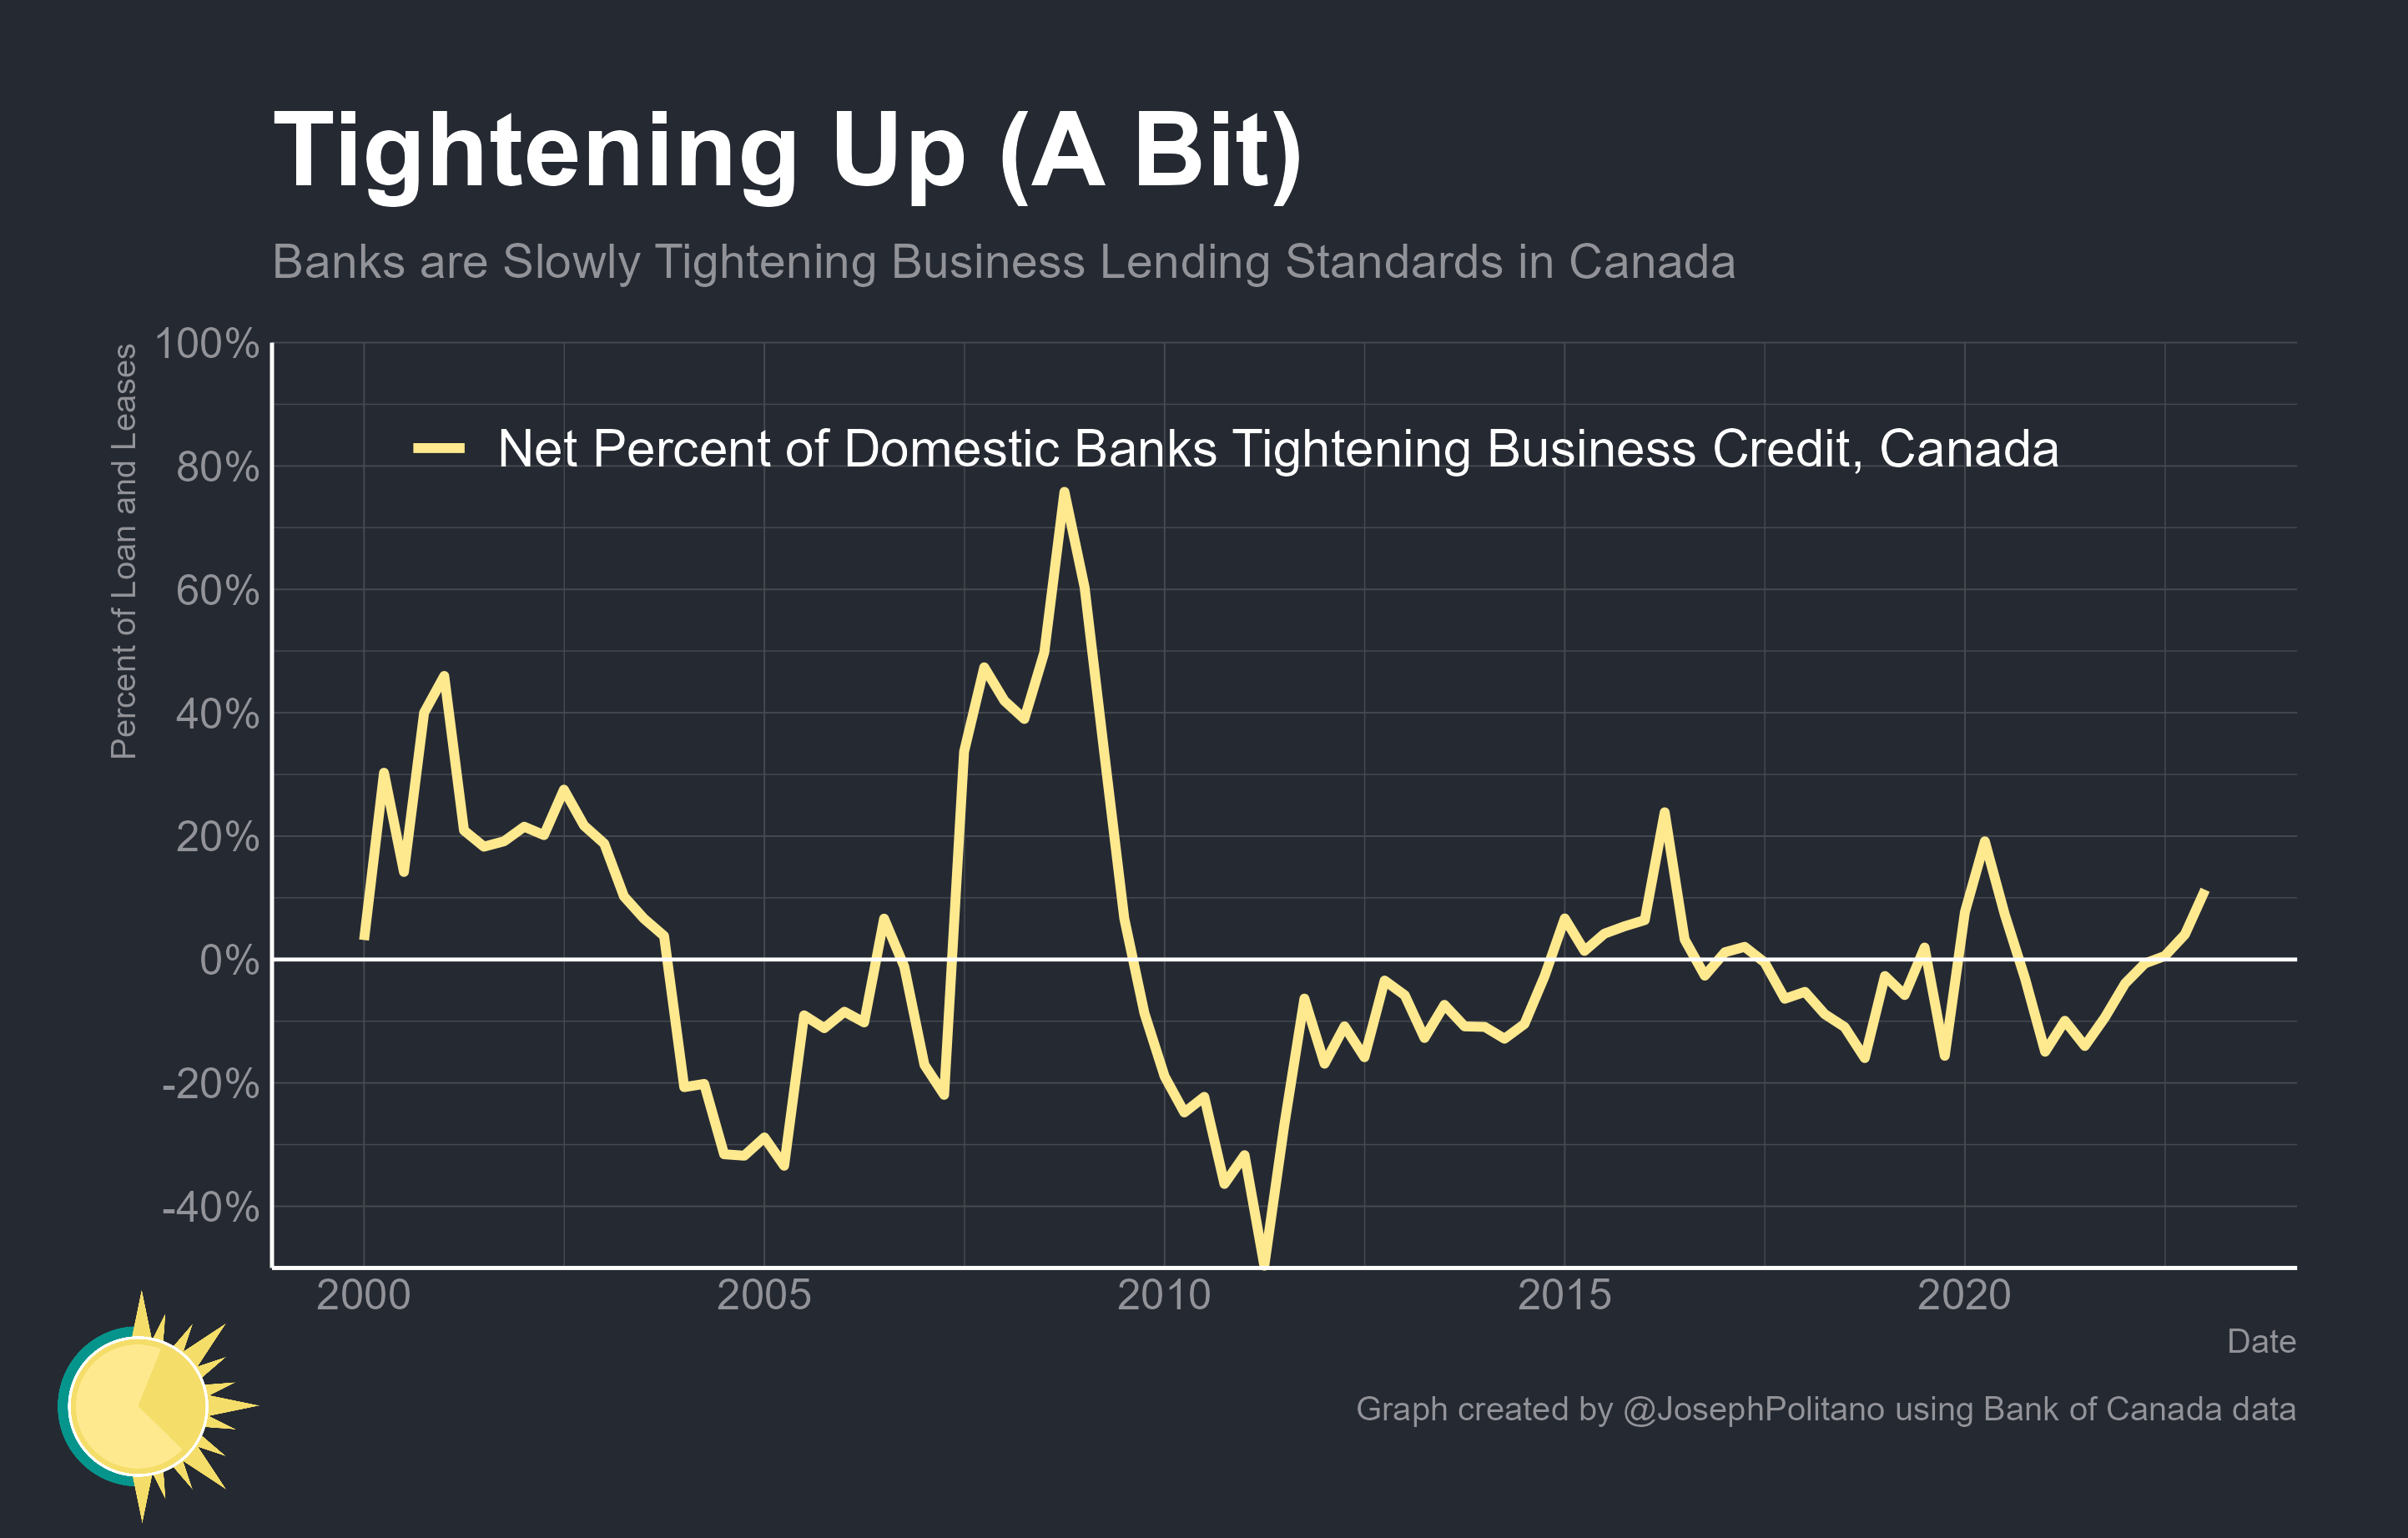 Tightening Up (A Bit)
Banks are Slowly Tightening Business Lending Standards in Canada
Percent of Loan and Leases
100%
80%
60%
40%
20%
0%
-20%
-40%
Net Percent of Domestic Banks Tightening Business Credit, Canada
2000
2005
2010
2015
2020
Date
Graph created by @JosephPolitano using Bank of Canada data